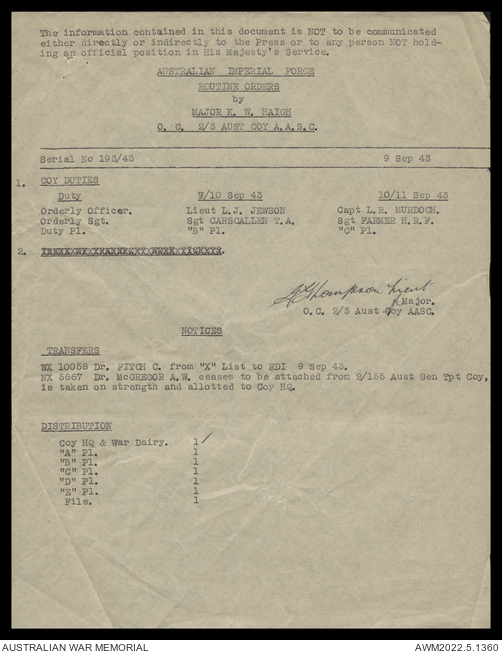 The information contained in this document is NOT to be communicated
either directly or indirectly to the Press or to any person NOT hold-
ing an official position in His Majesty's Service.
AUSTRALIAN IMPERIAL FORCE
ROUTINE ORDERS
by
MAJOR K. W. HAIGH
O. C. 2/3 AUST COY A.A.S.C.
Serial No 193/43 9 Sep 43
1. COY DUTIES
Duty 9/10 Sep 43 10/11 Sep 43
Orderly Officer. Lieut L.J. JEWSON Capt L.R. MURDOCH.
Orderly Sgt. Sgt CARSCALLEN T.A. Sgt FARMER H.R.F.
Duty Pl. "B" Pl. "C" Pl.
2.
Thompson Lieut
Major.
O.C. 2/3 Aust Coy AASC.
NOTICES
TRANSFERS
WX 10058 Dr. FITCH C. from "X" List to RDI 9 Sep 43.
NX 5667 Dr. McGREGOR A.W. ceases to be attached from 2/155 Aust Gen Tpt Coy,
is taken on strength and allotted to Coy HQ.
DISTRIBUTION
Coy HQ & War Dairy. 1
"A" Pl. 1
"B" Pl. 1
"C" Pl. 1
"D" Pl. 1
"E" Pl. 1
File. 1
AUSTRALIAN WAR MEMORIAL AWM2022.5.1360